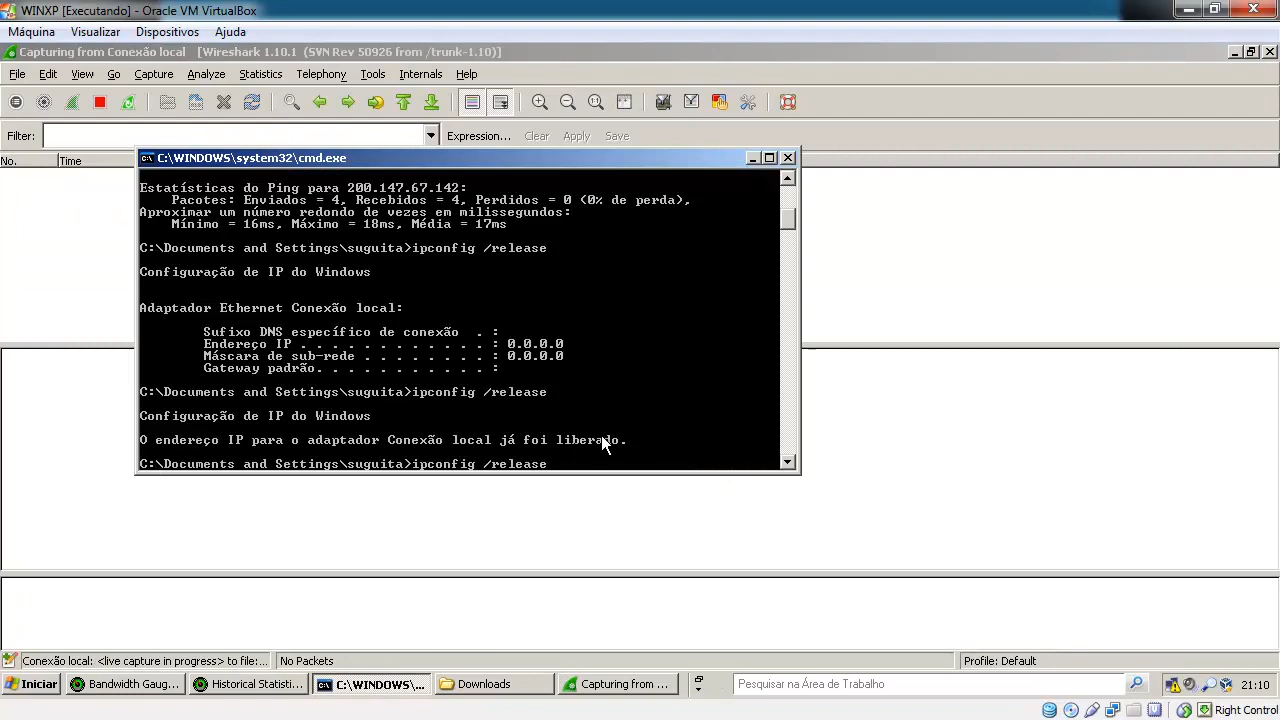 WINXP [Executando] - Oracle VM VirtualBox
Máquina Visualizar Dispositivos Ajuda
Capturing from Conexão local [Wireshark 1.10.1 (SVN Rev 50926 from /trunk-1.10)]
File Edit View Go Capture Analyze Statistics Telephony Tools Internals Help
Filter: Expression... Clear Apply Save
No. Time
C:\WINDOWS\system32\cmd.exe
Estatísticas do Ping para 200.147.67.142:
Pacotes: Enviados = 4, Recebidos = 4, Perdidos = 0 (0% de perda),
Aproximar um número redondo de vezes em milissegundos:
Mínimo = 16ms, Máximo = 18ms, Média = 17ms
C:\Documents and Settings\suguita>ipconfig /release
Configuração de IP do Windows
Adaptador Ethernet Conexão local:
Sufixo DNS específico de conexão . :
Endereço IP . . . . . . . . . . . . : 0.0.0.0
Máscara de sub-rede . . . . . . . . : 0.0.0.0
Gateway padrão. . . . . . . . . . . :
C:\Documents and Settings\suguita>ipconfig /release
Configuração de IP do Windows
O endereço IP para o adaptador Conexão local já foi liberado.
C:\Documents and Settings\suguita>ipconfig /release
Conexão local: <live capture in progress> to file:... No Packets Profile: Default
Iniciar Bandwidth Gaug... Historical Statisti... C:\WINDOWS\... Downloads Capturing from ... Pesquisar na Área de Trabalho 21:10
Right Control